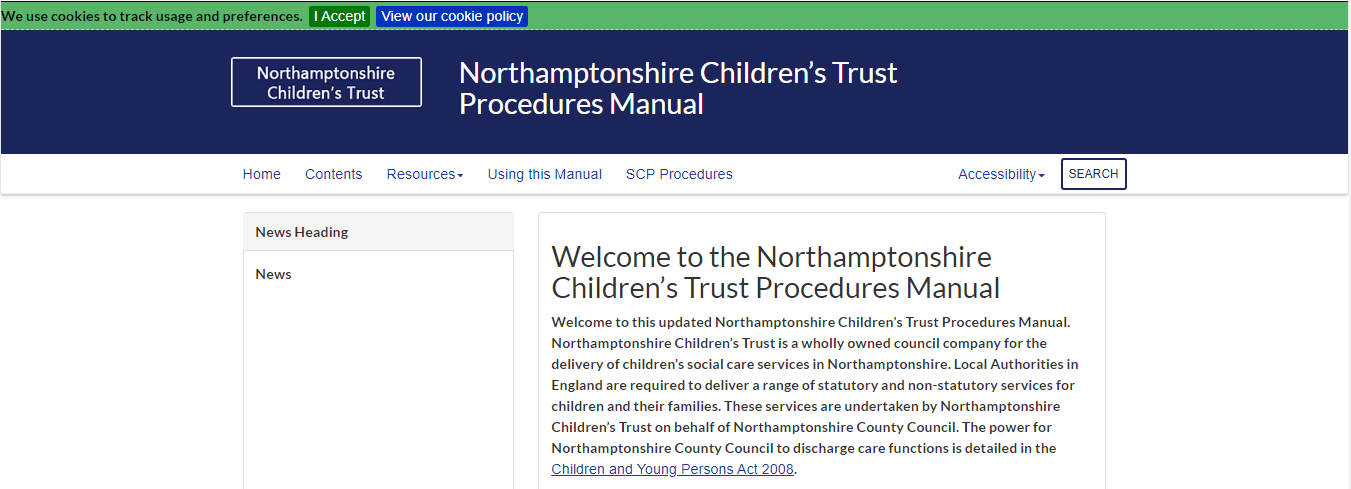 We use cookies to track usage and preferences. I Accept View our cookie policy
Northamptonshire
Children's Trust
Northamptonshire Children's Trust
Procedures Manual
Home Contents Resources Using this Manual SCP Procedures Accessibility SEARCH
News Heading
News
Welcome to the Northamptonshire
Children's Trust Procedures Manual
Welcome to this updated Northamptonshire Children's Trust Procedures Manual.
Northamptonshire Children's Trust is a wholly owned council company for the
delivery of children's social care services in Northamptonshire. Local Authorities in
England are required to deliver a range of statutory and non-statutory services for
children and their families. These services are undertaken by Northamptonshire
Children's Trust on behalf of Northamptonshire County Council. The power for
Northamptonshire County Council to discharge care functions is detailed in the
Children and Young Persons Act 2008.